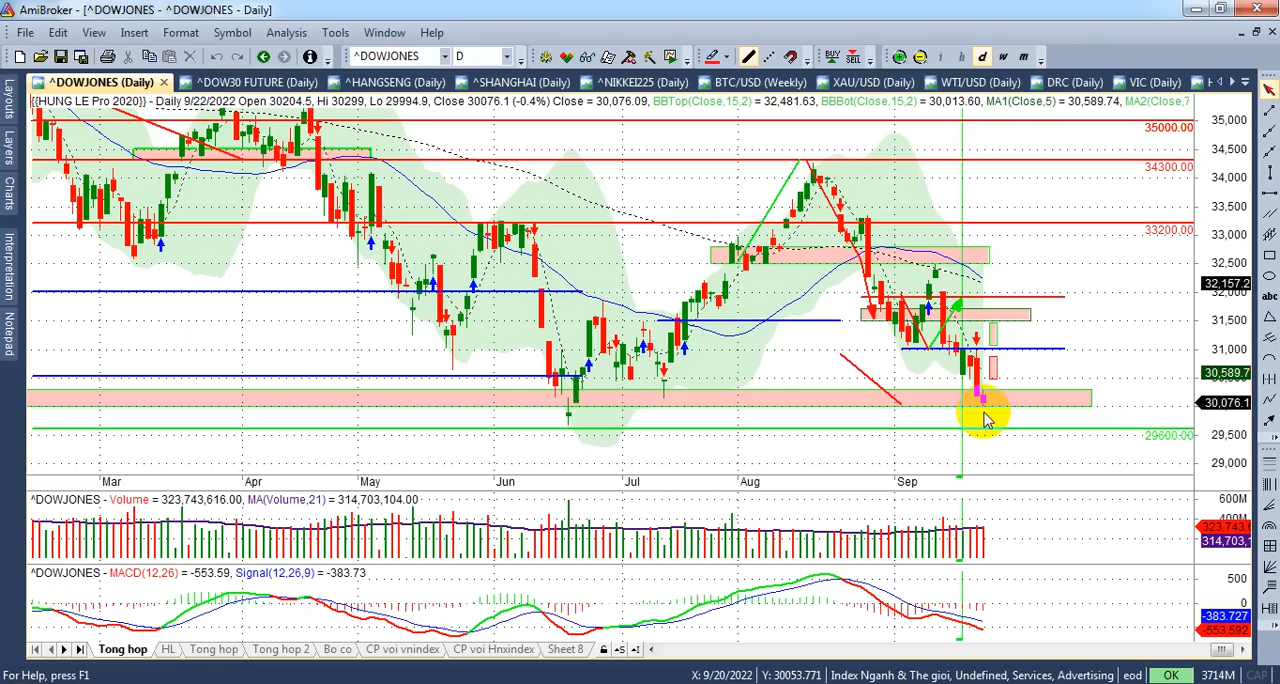 AmiBroker - [^DOWJONES - ^DOWJONES - Daily]
File Edit View Insert Format Symbol Analysis Tools Window Help
^DOWJONES D BUY SELL i h d w m
^DOWJONES (Daily) ^DOW30 FUTURE (Daily) ^HANGSENG (Daily) ^SHANGHAI (Daily) ^NIKKEI225 (Daily) BTC/USD (Weekly) XAU/USD (Daily) WTI/USD (Daily) DRC (Daily) VIC (Daily) H
Layouts
Layers
Charts
Interpretation
Notepad
{{HUNG LE Pro 2020}} - Daily 9/22/2022 Open 30204.5, Hi 30299, Lo 29994.9, Close 30076.1 (-0.4%) Close = 30,076.09, BBTop(Close,15,2) = 32,481.63, BBBot(Close,15,2) = 30,013.60, MA1(Close,5) = 30,589.74, MA2(Close,7
35000.00
34300.00
33200.00
29600.00
35,000
34,500
34,000
33,500
33,000
32,500
32,157.2
32,000
31,500
31,000
30,589.7
30,076.1
29,500
29,000
Mar Apr May Jun Jul Aug Sep
^DOWJONES - Volume = 323,743,616.00, MA(Volume,21) = 314,703,104.00
600M
323,743,6
314,703,1
^DOWJONES - MACD(12,26) = -553.59, Signal(12,26,9) = -383.73
500
0
-383.727
-553.592
Tong hop HL Tong hop Tong hop 2 Bo co CP voi vnindex CP voi Hnxindex Sheet 8
abc
For Help, press F1 X: 9/20/2022 Y: 30053.771 Index Nganh & The gioi, Undefined, Services, Advertising eod OK 3714M CAP